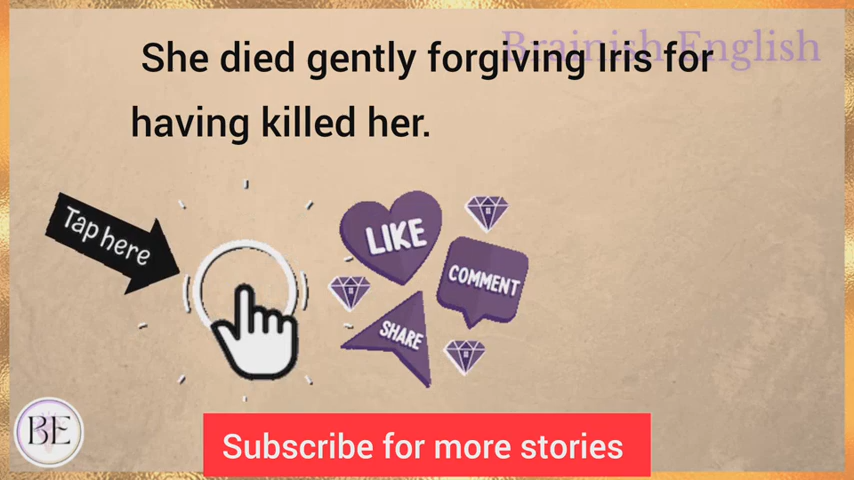 Brainish English
She died gently forgiving Iris for
having killed her.
Tap here
LIKE
COMMENT
SHARE
BE
Subscribe for more stories